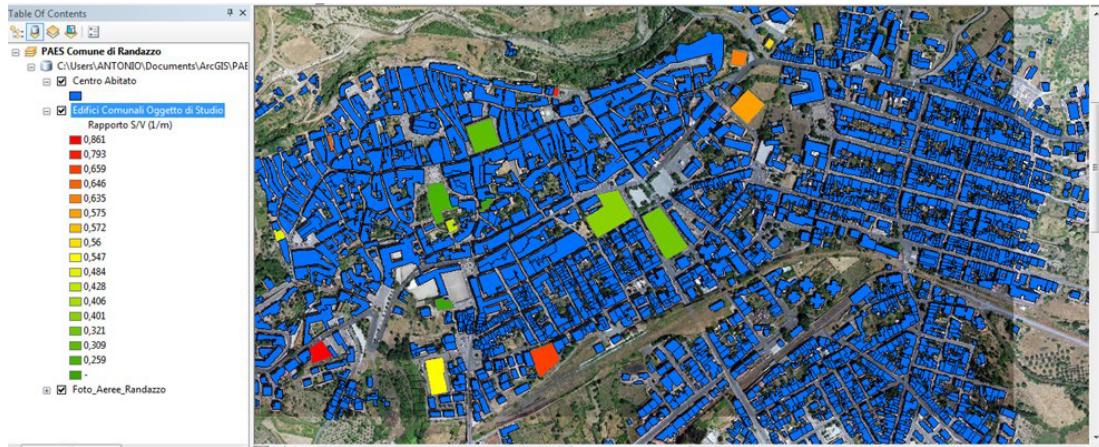 Table Of Contents
PAES Comune di Randazzo
C:\Users\ANTONIO\Documents\ArcGIS\PAE
Centro Abitato
Edifici Comunali Oggetto di Studio
Rapporto S/V (1/m)
0,861
0,793
0,659
0,646
0,635
0,575
0,572
0,56
0,547
0,484
0,428
0,406
0,401
0,321
0,309
0,259
-
Foto_Aeree_Randazzo